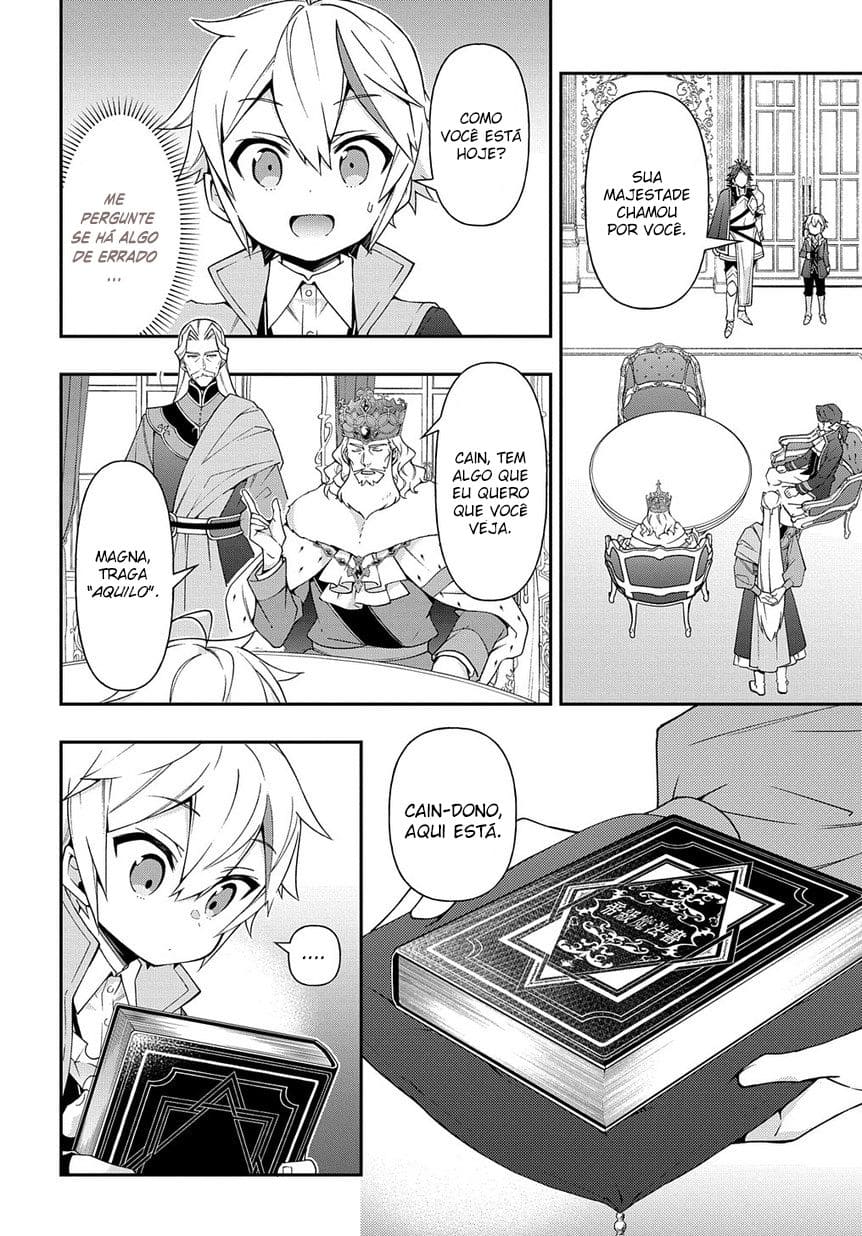 SUA
MAJESTADE
CHAMOU
POR VOCÊ.
COMO
VOCÊ ESTÁ
HOJE?
ME
PERGUNTE
SE HÁ ALGO
DE ERRADO
...
CAIN, TEM
ALGO QUE
EU QUERO
QUE VOCÊ
VEJA.
MAGNA,
TRAGA
"AQUILO".
CAIN-DONO,
AQUI ESTÁ.
....